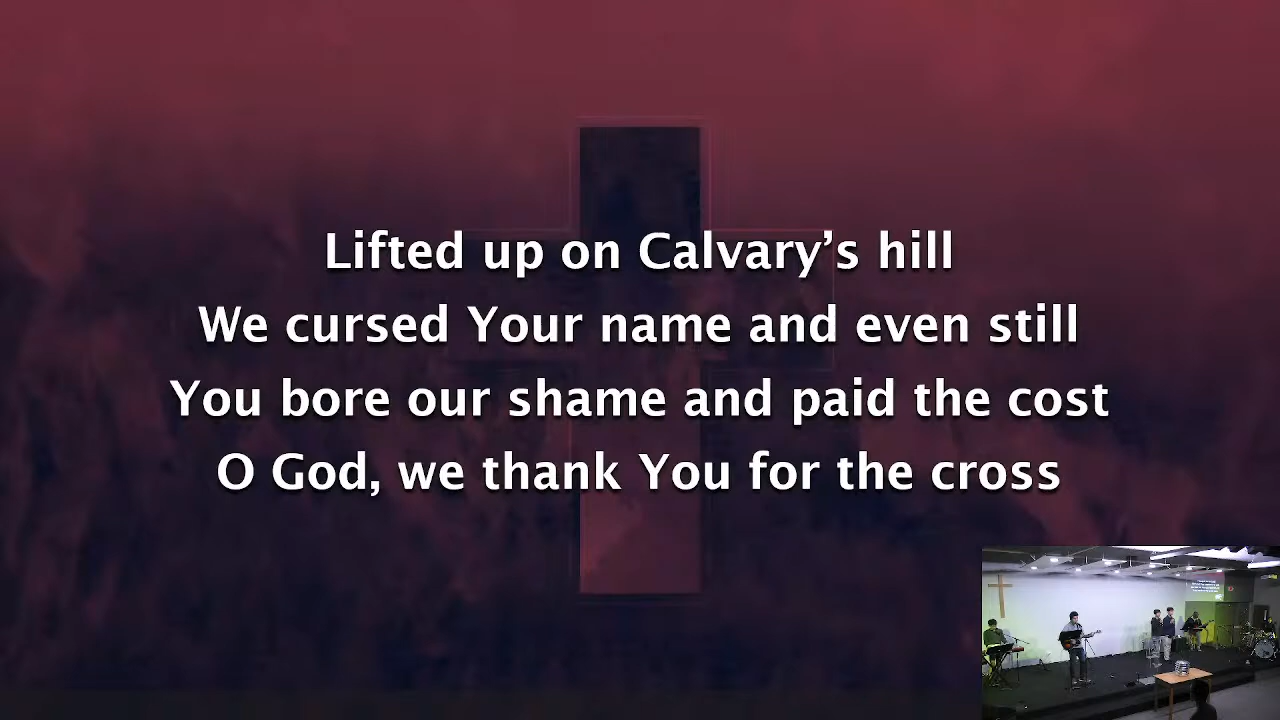 Lifted up on Calvary’s hill
We cursed Your name and even still
You bore our shame and paid the cost
O God, we thank You for the cross